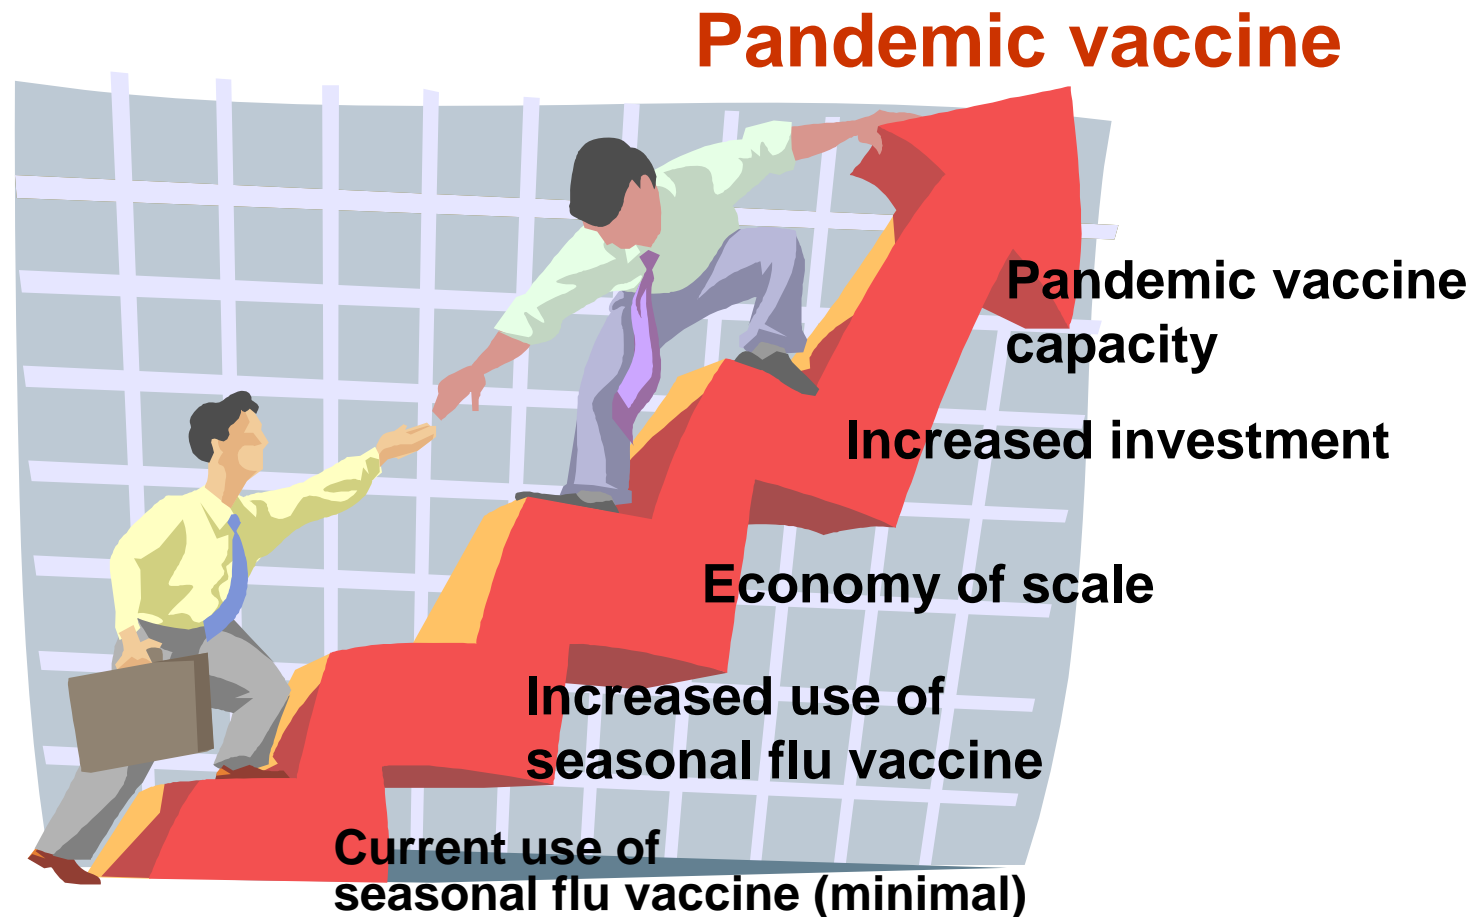 Pandemic vaccine
Pandemic vaccine
capacity
Increased investment
Economy of scale
Increased use of
seasonal flu vaccine
Current use of
seasonal flu vaccine (minimal)